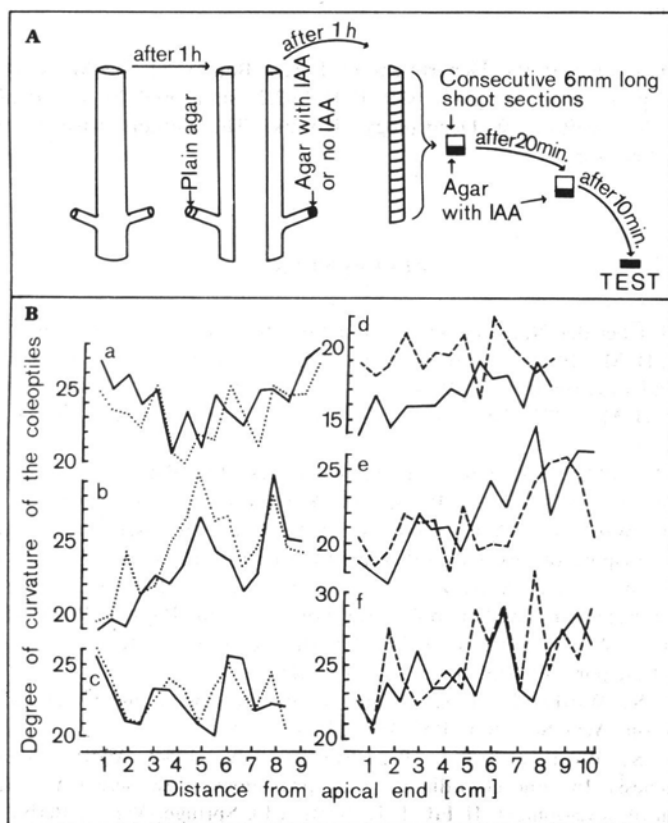 A
after 1h
Plain agar
after 1h
Agar with IAA
or no IAA
Consecutive 6mm long
shoot sections
after 20 min.
Agar
with IAA
after 10 min.
TEST
B
Degree of curvature of the coleoptiles
a
25
20
b
25
20
c
25
20
1 2 3 4 5 6 7 8 9
d
20
15
e
25
20
f
30
25
20
1 2 3 4 5 6 7 8 9 10
Distance from apical end [cm]